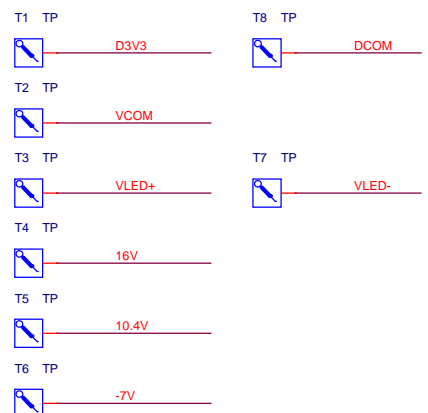 T1 TP
D3V3
T8 TP
DCOM
T2 TP
VCOM
T3 TP
VLED+
T7 TP
VLED-
T4 TP
16V
T5 TP
10.4V
T6 TP
-7V